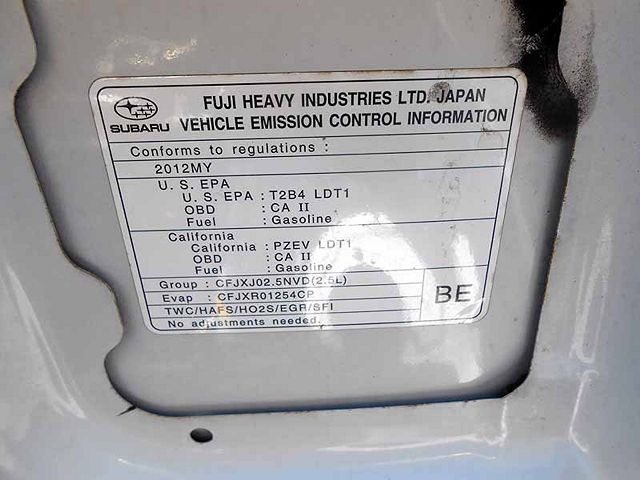 SUBARU
FUJI HEAVY INDUSTRIES LTD. JAPAN
VEHICLE EMISSION CONTROL INFORMATION
Conforms to regulations :
2012MY
U. S. EPA
U. S. EPA : T2B4 LDT1
OBD : CA II
Fuel : Gasoline
California
California : PZEV LDT1
OBD : CA II
Fuel : Gasoline
Group : CFJXJ02.5NVD(2.5L)
Evap : CFJXR01254CP
TWC/HAFS/HO2S/EGR/SFI
No adjustments needed.
BE